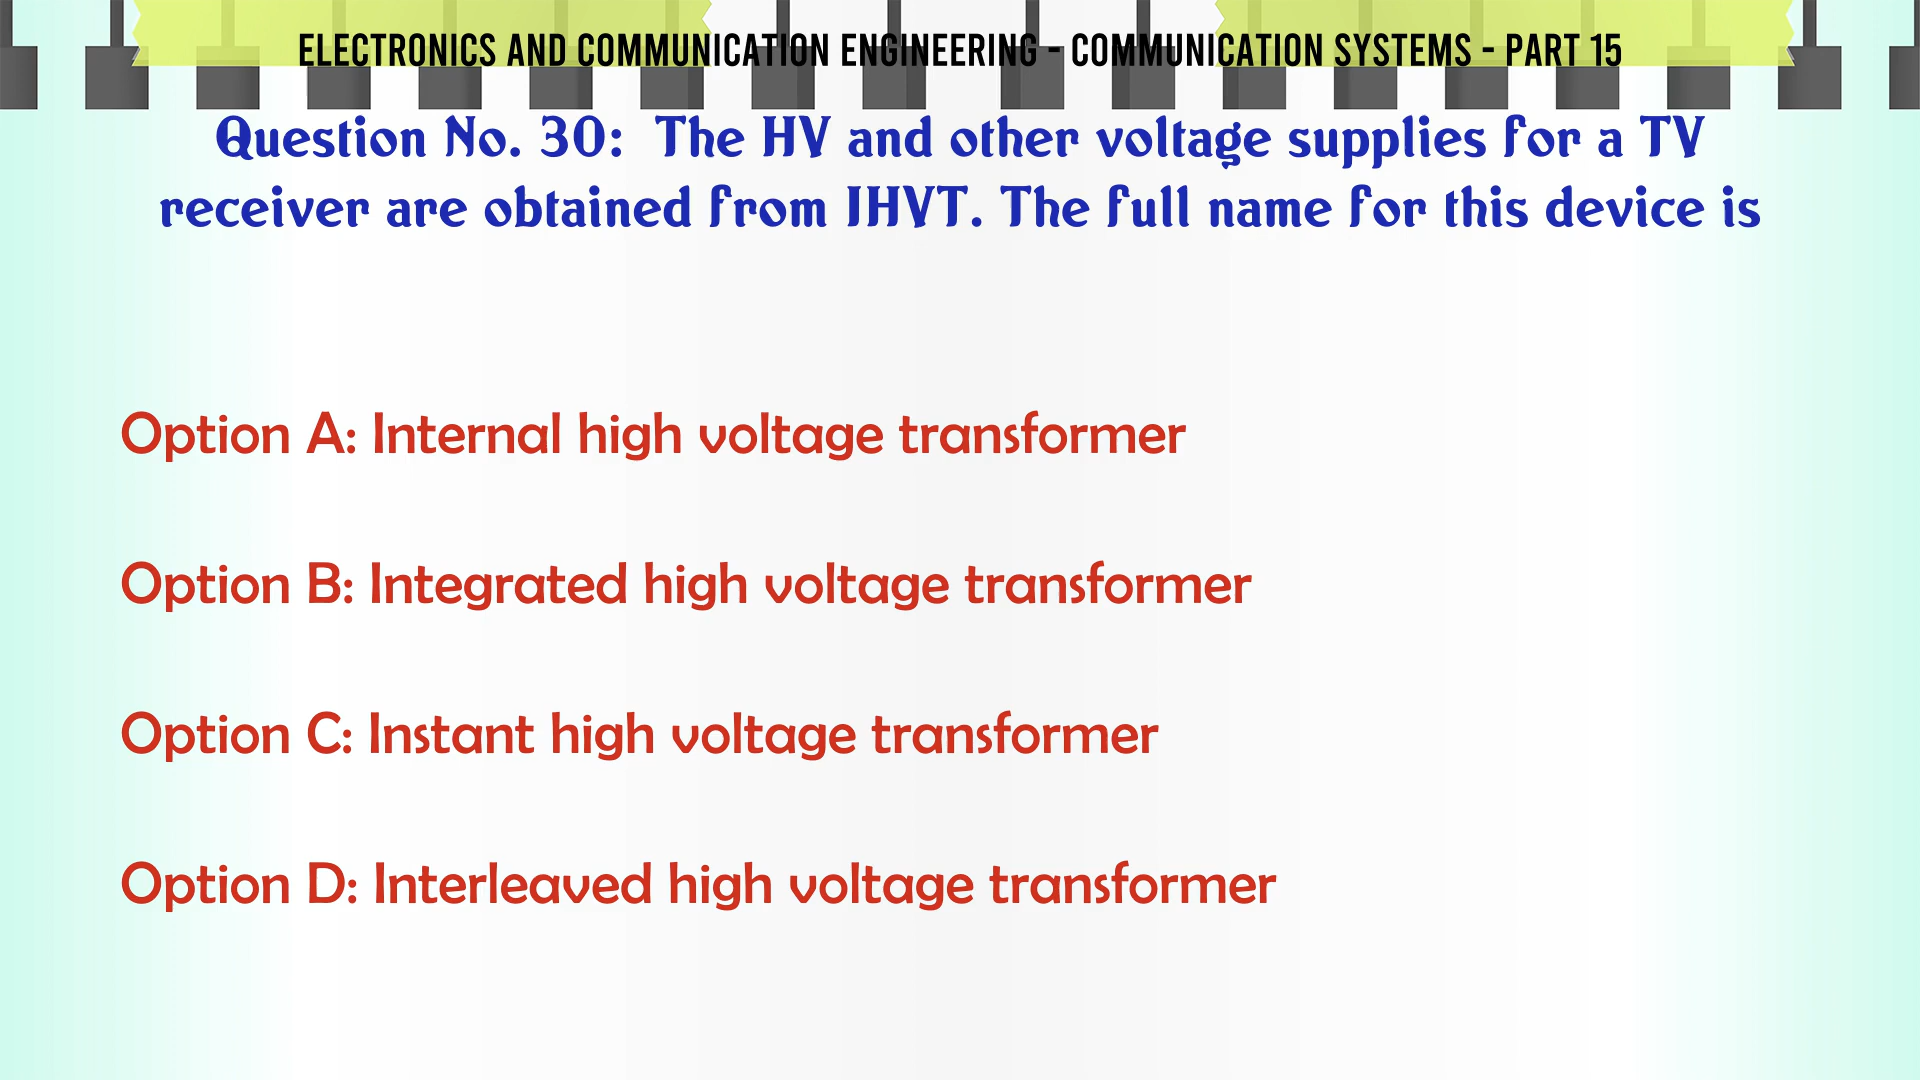 ELECTRONICS AND COMMUNICATION ENGINEERING - COMMUNICATION SYSTEMS - PART 15
Question No. 30: The HV and other voltage supplies for a TV
receiver are obtained from IHVT. The full name for this device is
Option A: Internal high voltage transformer
Option B: Integrated high voltage transformer
Option C: Instant high voltage transformer
Option D: Interleaved high voltage transformer